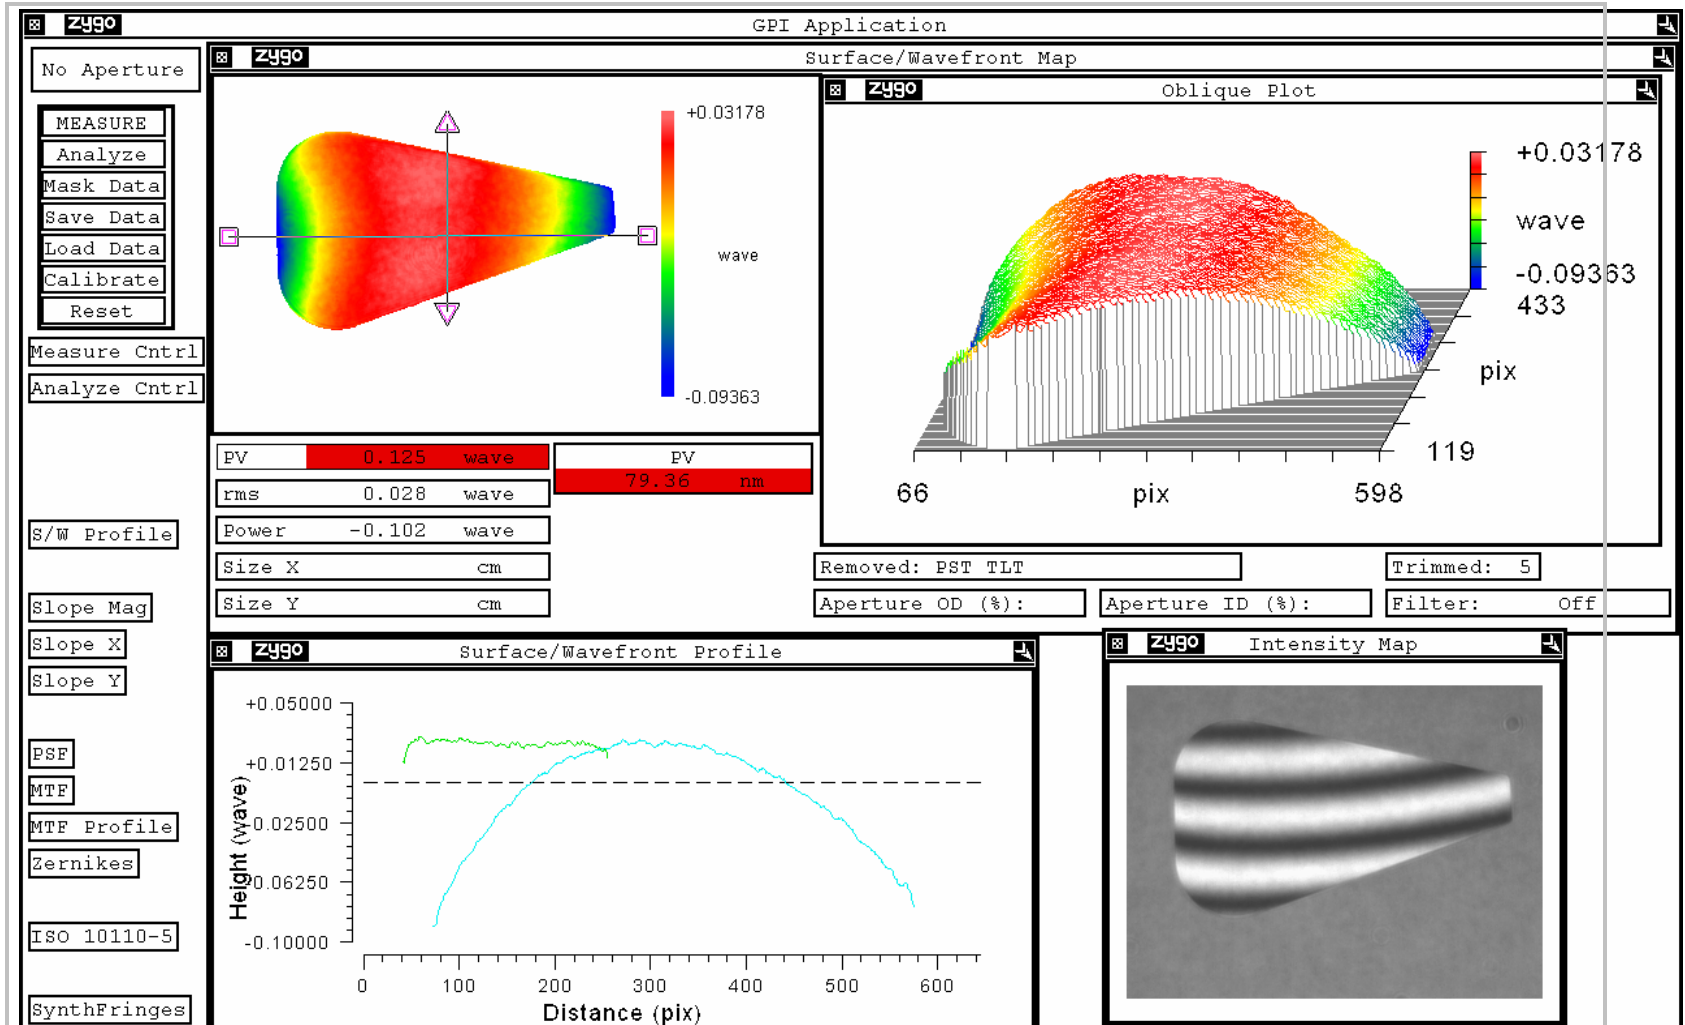 zygo GPI Application
No Aperture
MEASURE
Analyze
Mask Data
Save Data
Load Data
Calibrate
Reset
Measure Cntrl
Analyze Cntrl
S/W Profile
Slope Mag
Slope X
Slope Y
PSF
MTF
MTF Profile
Zernikes
ISO 10110-5
SynthFringes
zygo Surface/Wavefront Map
+0.03178
wave
-0.09363
zygo Oblique Plot
+0.03178
wave
-0.09363
433
pix
119
66 pix 598
PV 0.125 wave
rms 0.028 wave
Power -0.102 wave
Size X cm
Size Y cm
PV
79.36 nm
Removed: PST TLT
Trimmed: 5
Aperture OD (%):
Aperture ID (%):
Filter: Off
zygo Surface/Wavefront Profile
Height (wave)
+0.05000
+0.01250
-0.02500
-0.06250
-0.10000
0 100 200 300 400 500 600
Distance (pix)
zygo Intensity Map